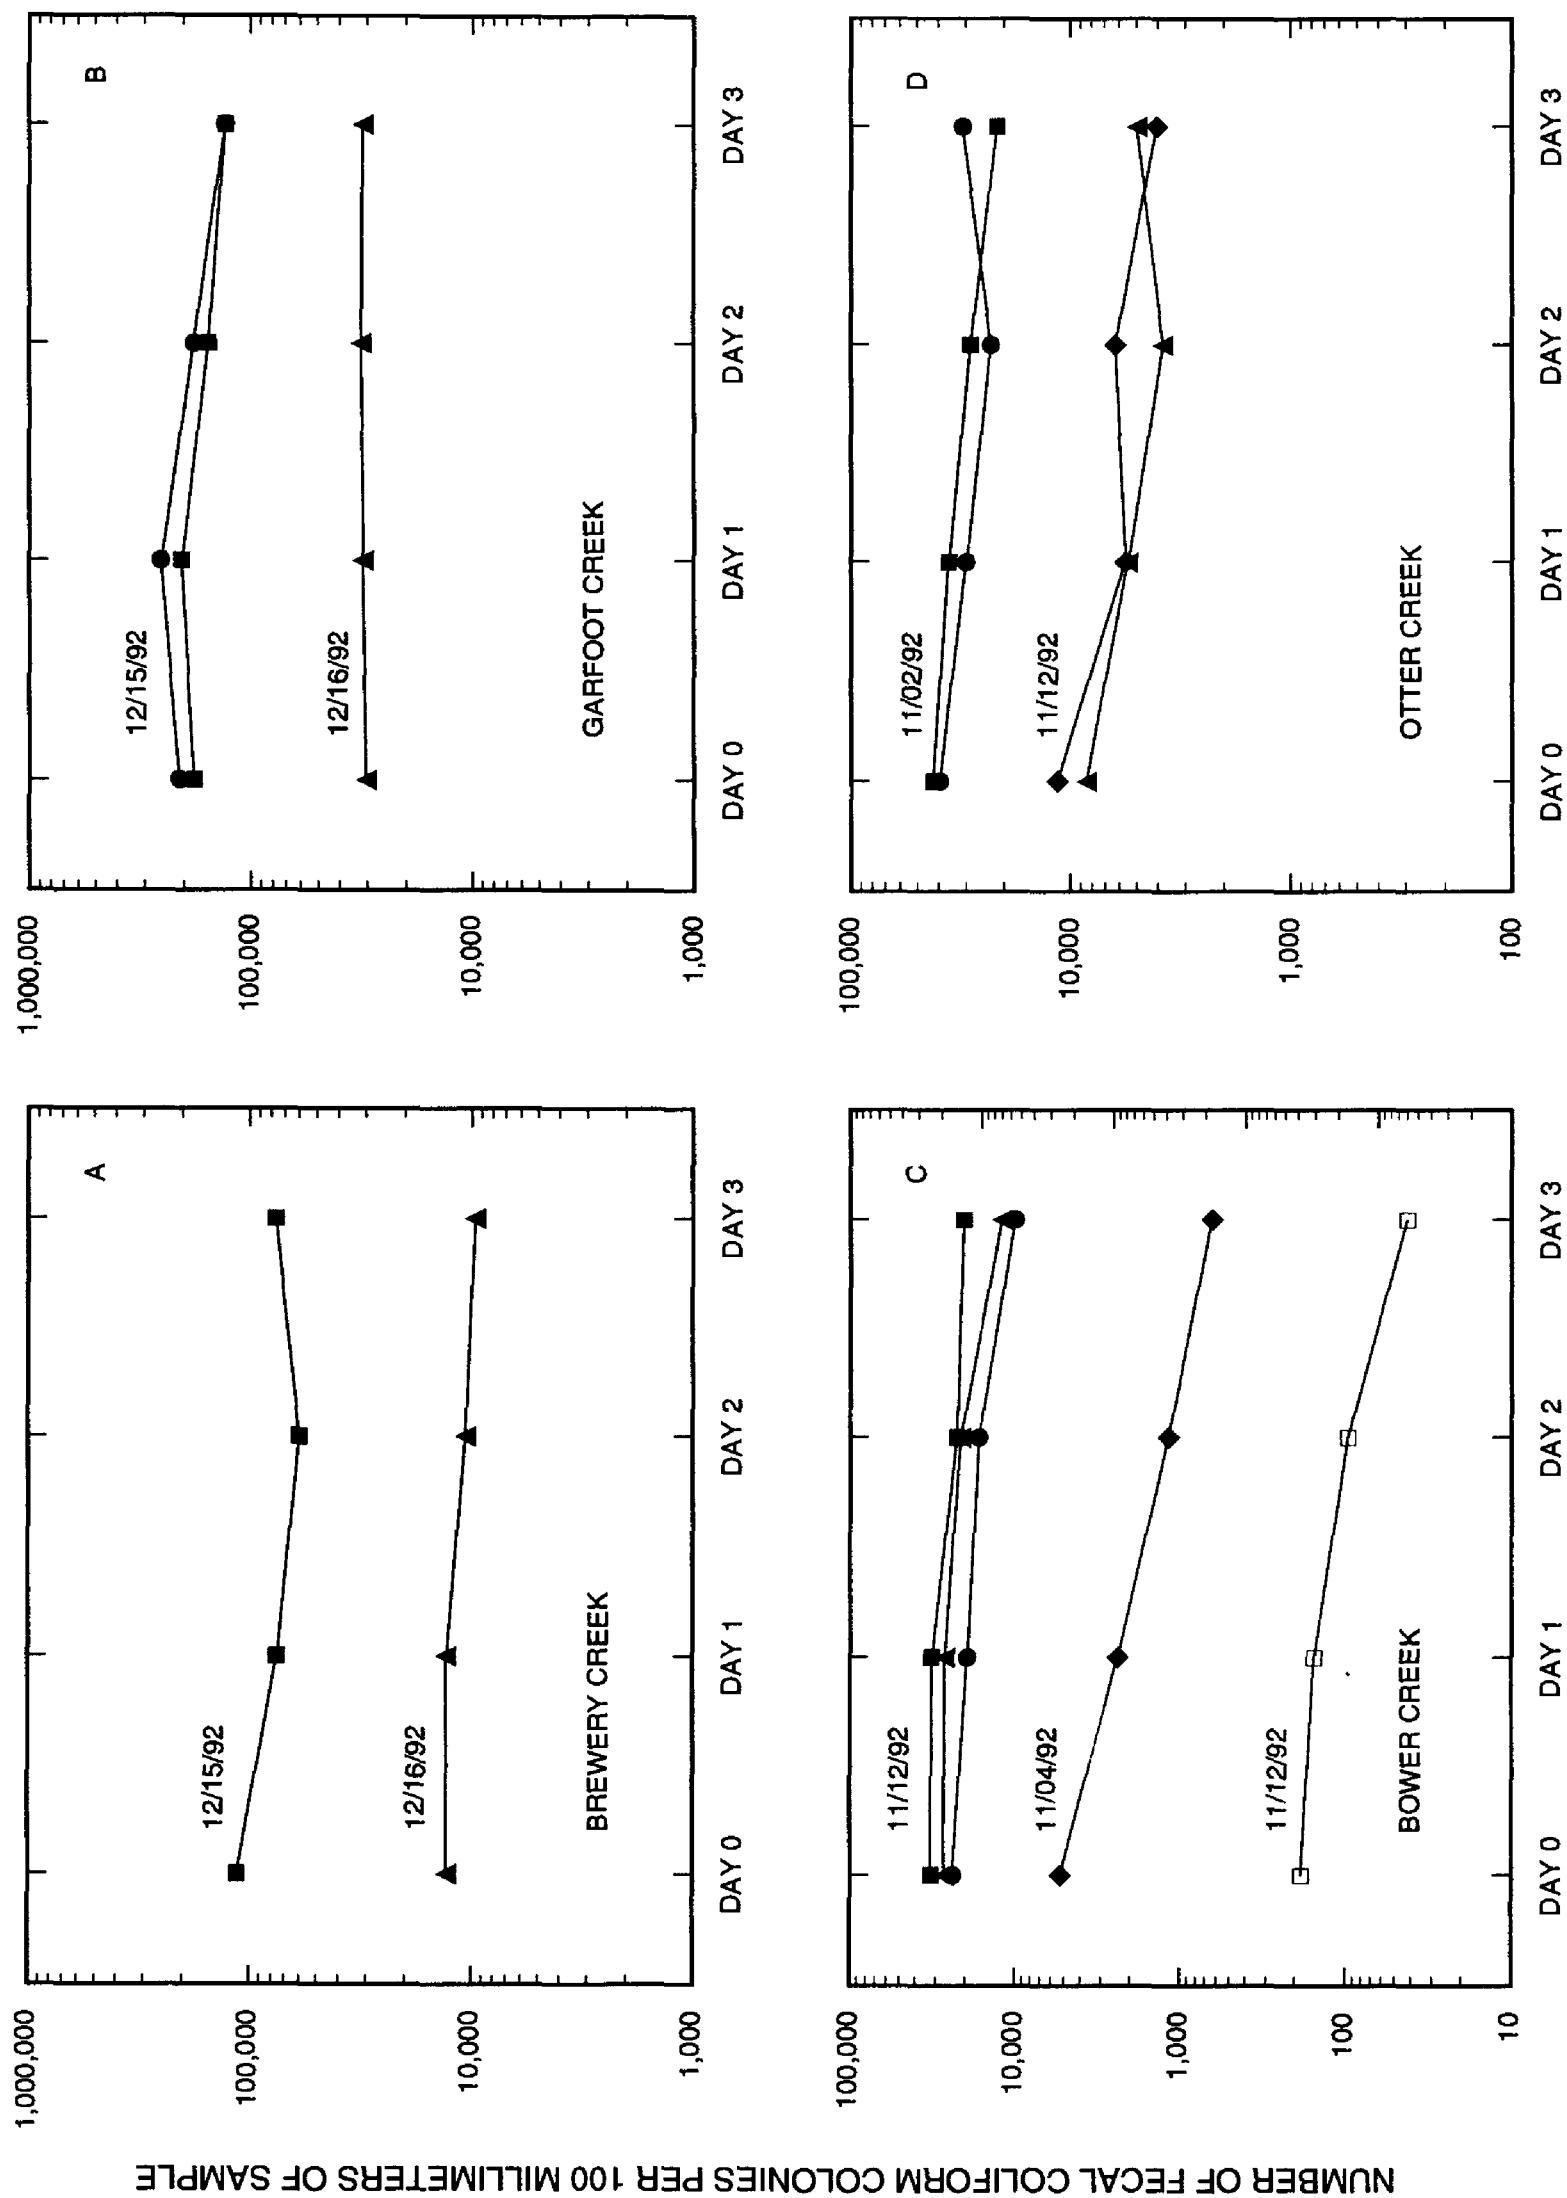 NUMBER OF FECAL COLIFORM COLONIES PER 100 MILLIMETERS OF SAMPLE
1,000,000
100,000
10,000
1,000
A
12/15/92
12/16/92
BREWERY CREEK
DAY 0
DAY 1
DAY 2
DAY 3
1,000,000
100,000
10,000
1,000
B
12/15/92
12/16/92
GARFOOT CREEK
DAY 0
DAY 1
DAY 2
DAY 3
100,000
10,000
1,000
100
10
C
11/12/92
11/04/92
11/12/92
BOWER CREEK
DAY 0
DAY 1
DAY 2
DAY 3
100,000
10,000
1,000
100
D
11/02/92
11/12/92
OTTER CREEK
DAY 0
DAY 1
DAY 2
DAY 3